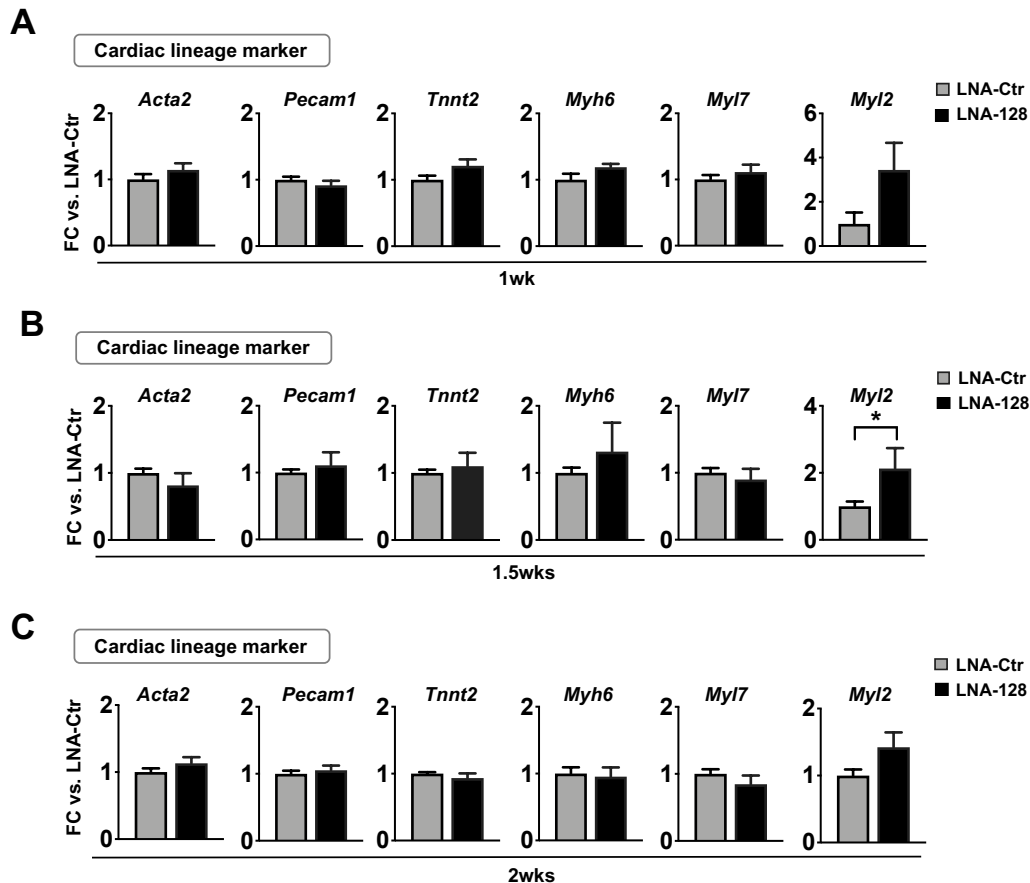 A
Cardiac lineage marker
Acta2 Pecam1 Tnnt2 Myh6 Myl7 Myl2
LNA-Ctr
LNA-128
FC vs. LNA-Ctr
2 2 2 2 2 6
4
1 1 1 1 1
2
0 0 0 0 0 0
1wk
B
Cardiac lineage marker
LNA-Ctr
LNA-128
Acta2 Pecam1 Tnnt2 Myh6 Myl7 Myl2
FC vs. LNA-Ctr
2 2 2 2 2 4
*
1 1 1 1 1 2
0 0 0 0 0 0
1.5wks
C
Cardiac lineage marker
LNA-Ctr
LNA-128
Acta2 Pecam1 Tnnt2 Myh6 Myl7 Myl2
FC vs. LNA-Ctr
2 2 2 2 2 2
1 1 1 1 1 1
0 0 0 0 0 0
2wks